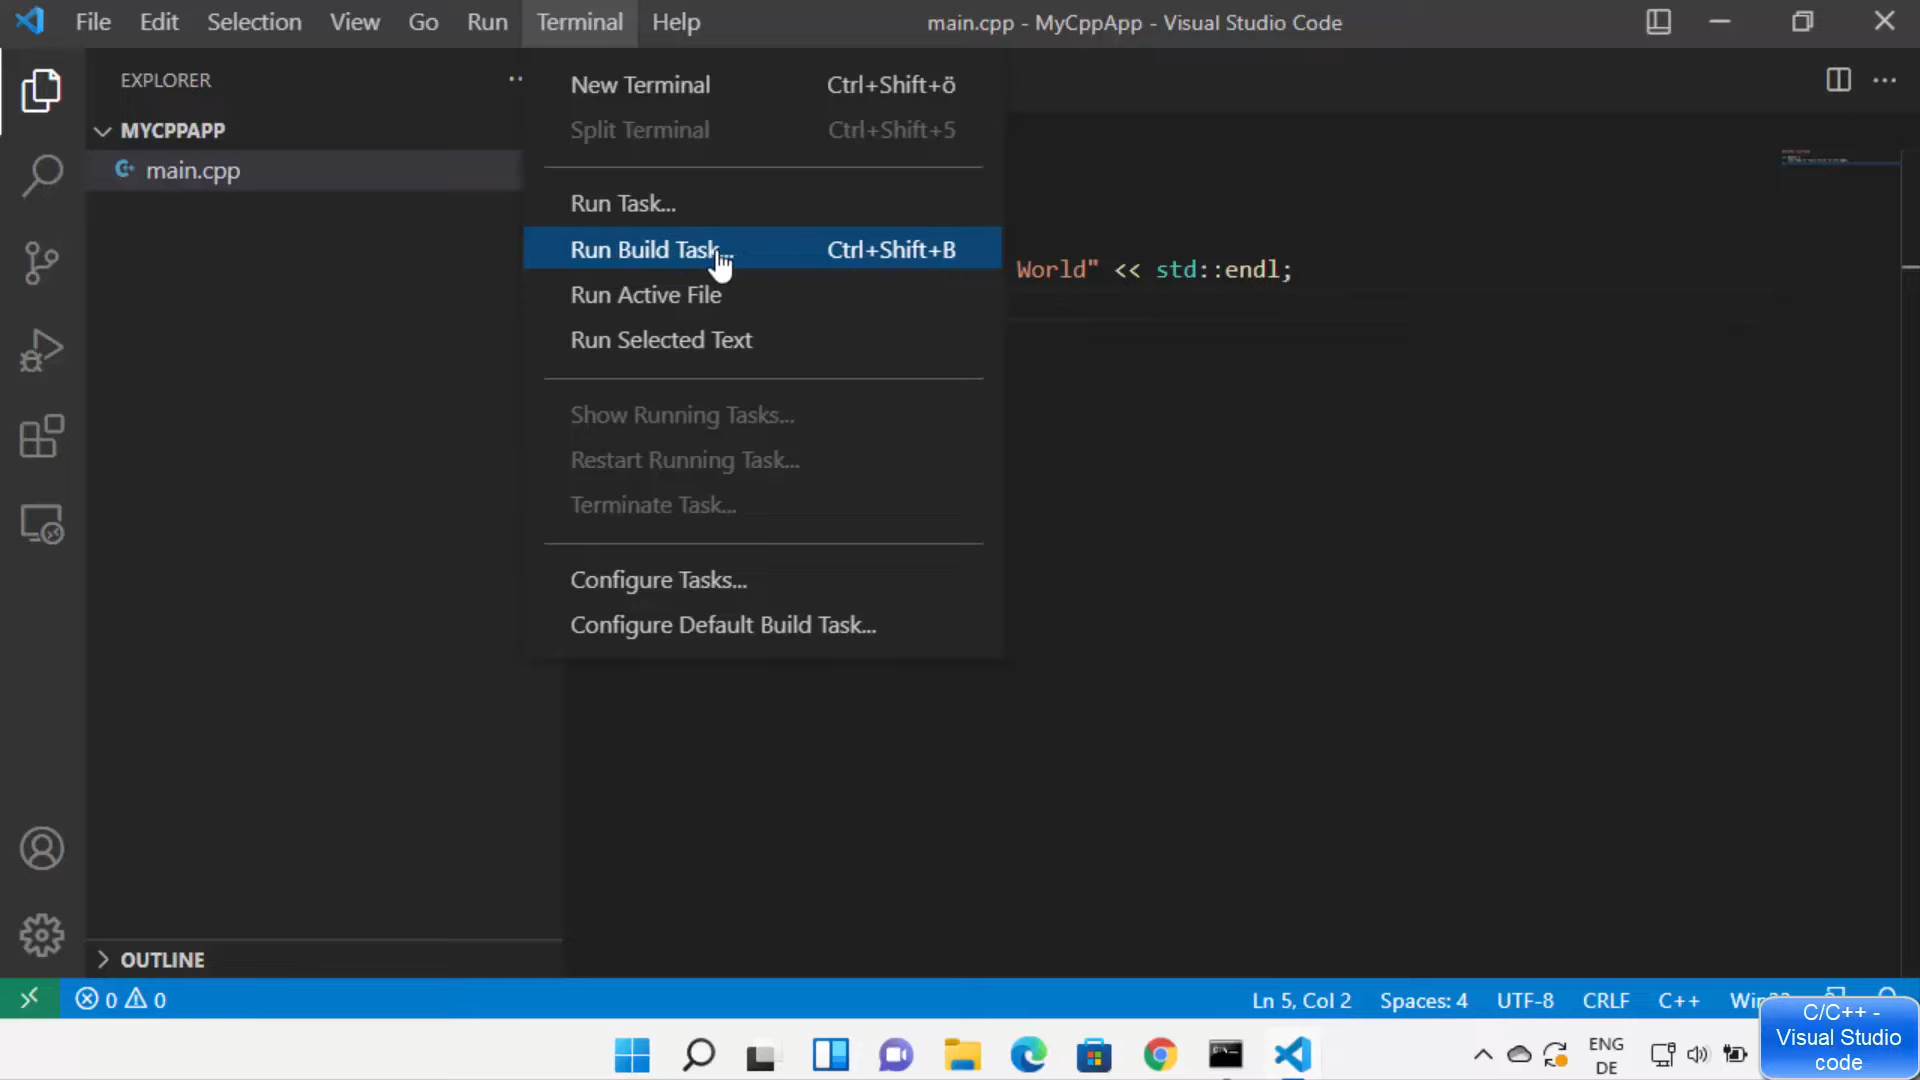 File Edit Selection View Go Run Terminal Help main.cpp - MyCppApp - Visual Studio Code
EXPLORER
MYCPPAPP
main.cpp
New Terminal Ctrl+Shift+ö
Split Terminal Ctrl+Shift+5
Run Task...
Run Build Task... Ctrl+Shift+B
Run Active File
Run Selected Text
Show Running Tasks...
Restart Running Task...
Terminate Task...
Configure Tasks...
Configure Default Build Task...
World" << std::endl;
OUTLINE
0 0 Ln 5, Col 2 Spaces: 4 UTF-8 CRLF C++
ENG
DE
C/C++ -
Visual Studio
code